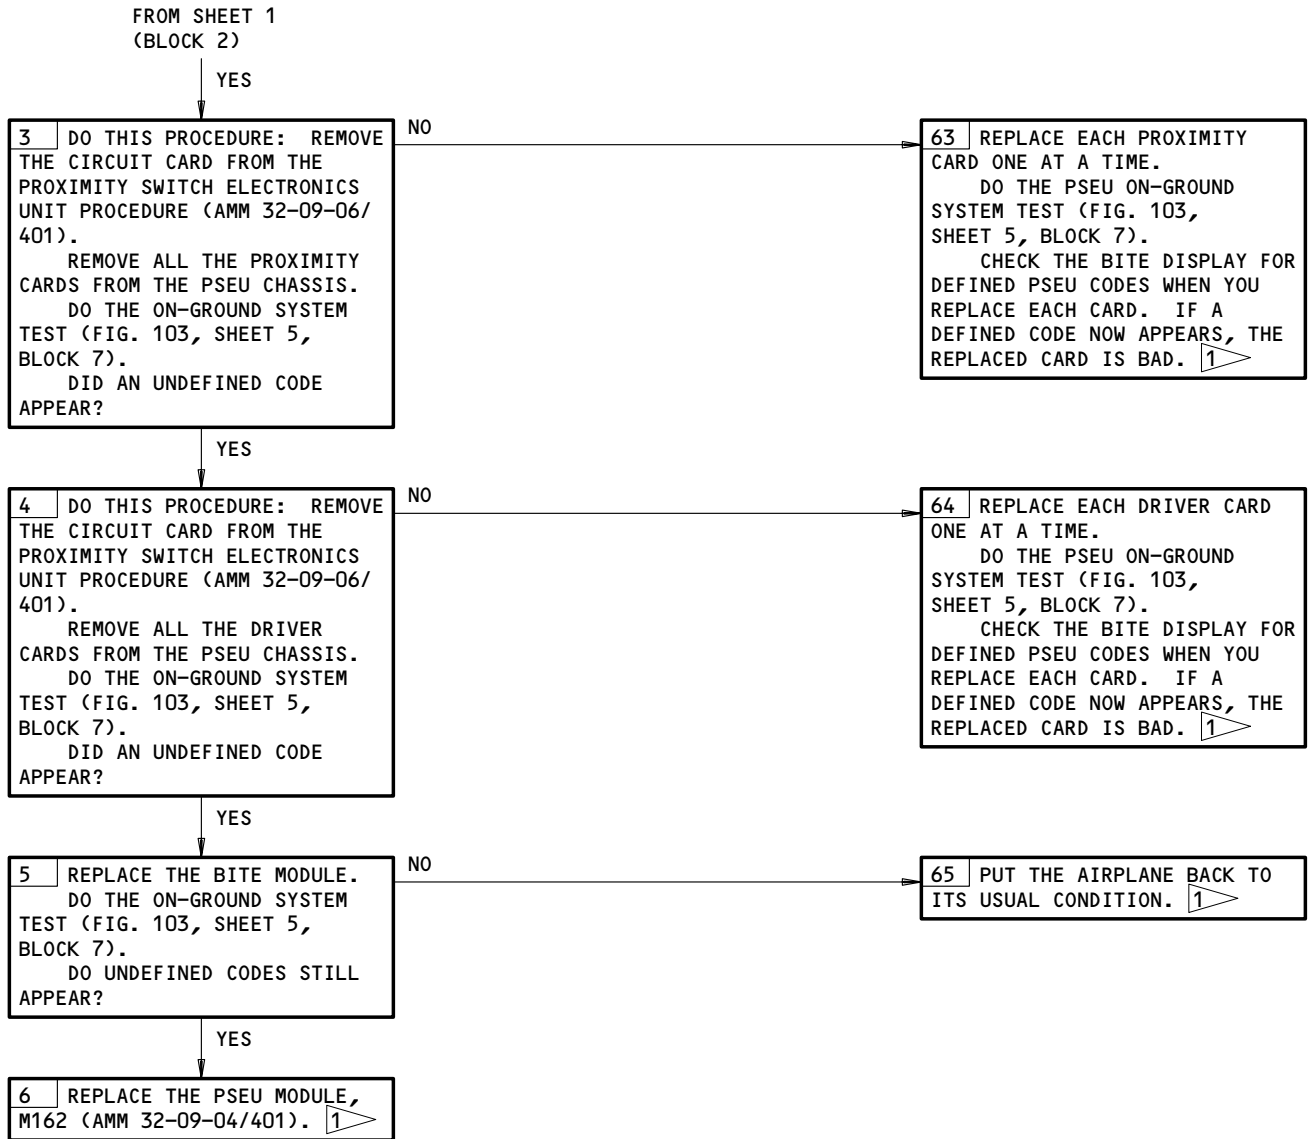 FROM SHEET 1
(BLOCK 2)
YES
3 DO THIS PROCEDURE: REMOVE
THE CIRCUIT CARD FROM THE
PROXIMITY SWITCH ELECTRONICS
UNIT PROCEDURE (AMM 32-09-06/
401).
REMOVE ALL THE PROXIMITY
CARDS FROM THE PSEU CHASSIS.
DO THE ON-GROUND SYSTEM
TEST (FIG. 103, SHEET 5,
BLOCK 7).
DID AN UNDEFINED CODE
APPEAR?
NO
63 REPLACE EACH PROXIMITY
CARD ONE AT A TIME.
DO THE PSEU ON-GROUND
SYSTEM TEST (FIG. 103,
SHEET 5, BLOCK 7).
CHECK THE BITE DISPLAY FOR
DEFINED PSEU CODES WHEN YOU
REPLACE EACH CARD. IF A
DEFINED CODE NOW APPEARS, THE
REPLACED CARD IS BAD. 1
YES
4 DO THIS PROCEDURE: REMOVE
THE CIRCUIT CARD FROM THE
PROXIMITY SWITCH ELECTRONICS
UNIT PROCEDURE (AMM 32-09-06/
401).
REMOVE ALL THE DRIVER
CARDS FROM THE PSEU CHASSIS.
DO THE ON-GROUND SYSTEM
TEST (FIG. 103, SHEET 5,
BLOCK 7).
DID AN UNDEFINED CODE
APPEAR?
NO
64 REPLACE EACH DRIVER CARD
ONE AT A TIME.
DO THE PSEU ON-GROUND
SYSTEM TEST (FIG. 103,
SHEET 5, BLOCK 7).
CHECK THE BITE DISPLAY FOR
DEFINED PSEU CODES WHEN YOU
REPLACE EACH CARD. IF A
DEFINED CODE NOW APPEARS, THE
REPLACED CARD IS BAD. 1
YES
5 REPLACE THE BITE MODULE.
DO THE ON-GROUND SYSTEM
TEST (FIG. 103, SHEET 5,
BLOCK 7).
DO UNDEFINED CODES STILL
APPEAR?
NO
65 PUT THE AIRPLANE BACK TO
ITS USUAL CONDITION. 1
YES
6 REPLACE THE PSEU MODULE,
M162 (AMM 32-09-04/401). 1